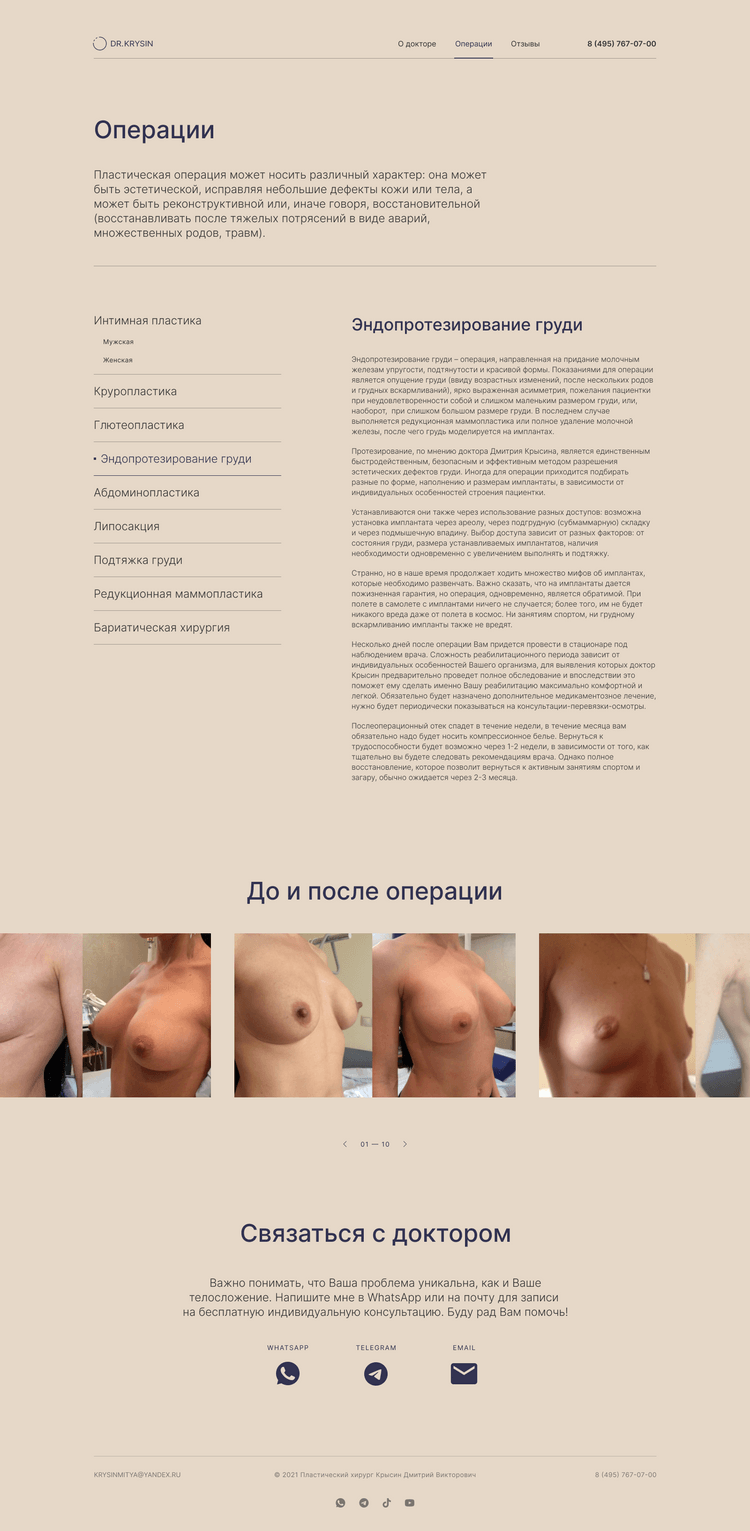 DR.KRYSIN
О докторе
Операции
Отзывы
8 (495) 767-07-00
Операции
Пластическая операция может носить различный характер: она может
быть эстетической, исправляя небольшие дефекты кожи или тела, а
может быть реконструктивной или, иначе говоря, восстановительной
(восстанавливать после тяжелых потрясений в виде аварий,
множественных родов, травм).
Интимная пластика
Мужская
Женская
Круропластика
Глютеопластика
• Эндопротезирование груди
Абдоминопластика
Липосакция
Подтяжка груди
Редукционная маммопластика
Бариатическая хирургия
Эндопротезирование груди
Эндопротезирование груди – операция, направленная на придание молочным
железам упругости, подтянутости и красивой формы. Показаниями для операции
является опущение груди (ввиду возрастных изменений, после нескольких родов
и грудных вскармливаний), ярко выраженная асимметрия, пожелания пациентки
при неудовлетворенности собой и слишком маленьким размером груди, или,
наоборот, при слишком большом размере груди. В последнем случае
выполняется редукционная маммопластика или полное удаление молочной
железы, после чего грудь моделируется на имплантах.
Протезирование, по мнению доктора Дмитрия Крысина, является единственным
быстродейственным, безопасным и эффективным методом разрешения
эстетических дефектов груди. Иногда для операции приходится подбирать
разные по форме, наполнению и размерам имплантаты, в зависимости от
индивидуальных особенностей строения пациентки.
Устанавливаются они также через использование разных доступов: возможна
установка имплантата через ареолу, через подгрудную (субмаммарную) складку
и через подмышечную впадину. Выбор доступа зависит от разных факторов: от
состояния груди, размера устанавливаемых имплантатов, наличия
необходимости одновременно с увеличением выполнять и подтяжку.
Странно, но в наше время продолжает ходить множество мифов об имплантах,
которые необходимо развенчать. Важно сказать, что на имплантаты дается
пожизненная гарантия, но операция, одновременно, является обратимой. При
полете в самолете с имплантами ничего не случается; более того, им не будет
никакого вреда даже от полета в космос. Ни занятиям спортом, ни грудному
вскармливанию импланты также не вредят.
Несколько дней после операции Вам придется провести в стационаре под
наблюдением врача. Сложность реабилитационного периода зависит от
индивидуальных особенностей Вашего организма, для выявления которых доктор
Крысин предварительно проведет полное обследование и впоследствии это
поможет ему сделать именно Вашу реабилитацию максимально комфортной и
легкой. Обязательно будет назначено дополнительное медикаментозное лечение,
нужно будет периодически показываться на консультации-перевязки-осмотры.
Послеоперационный отек спадет в течение недели, в течение месяца вам
обязательно надо будет носить компрессионное белье. Вернуться к
трудоспособности будет возможно через 1-2 недели, в зависимости от того, как
тщательно вы будете следовать рекомендациям врача. Однако полное
восстановление, которое позволит вернуться к активным занятиям спортом и
загару, обычно ожидается через 2-3 месяца.
До и после операции
01 — 10
Связаться с доктором
Важно понимать, что Ваша проблема уникальна, как и Ваше
телосложение. Напишите мне в WhatsApp или на почту для записи
на бесплатную индивидуальную консультацию. Буду рад Вам помочь!
WHATSAPP
TELEGRAM
EMAIL
KRYSINMITYA@YANDEX.RU
© 2021 Пластический хирург Крысин Дмитрий Викторович
8 (495) 767-07-00